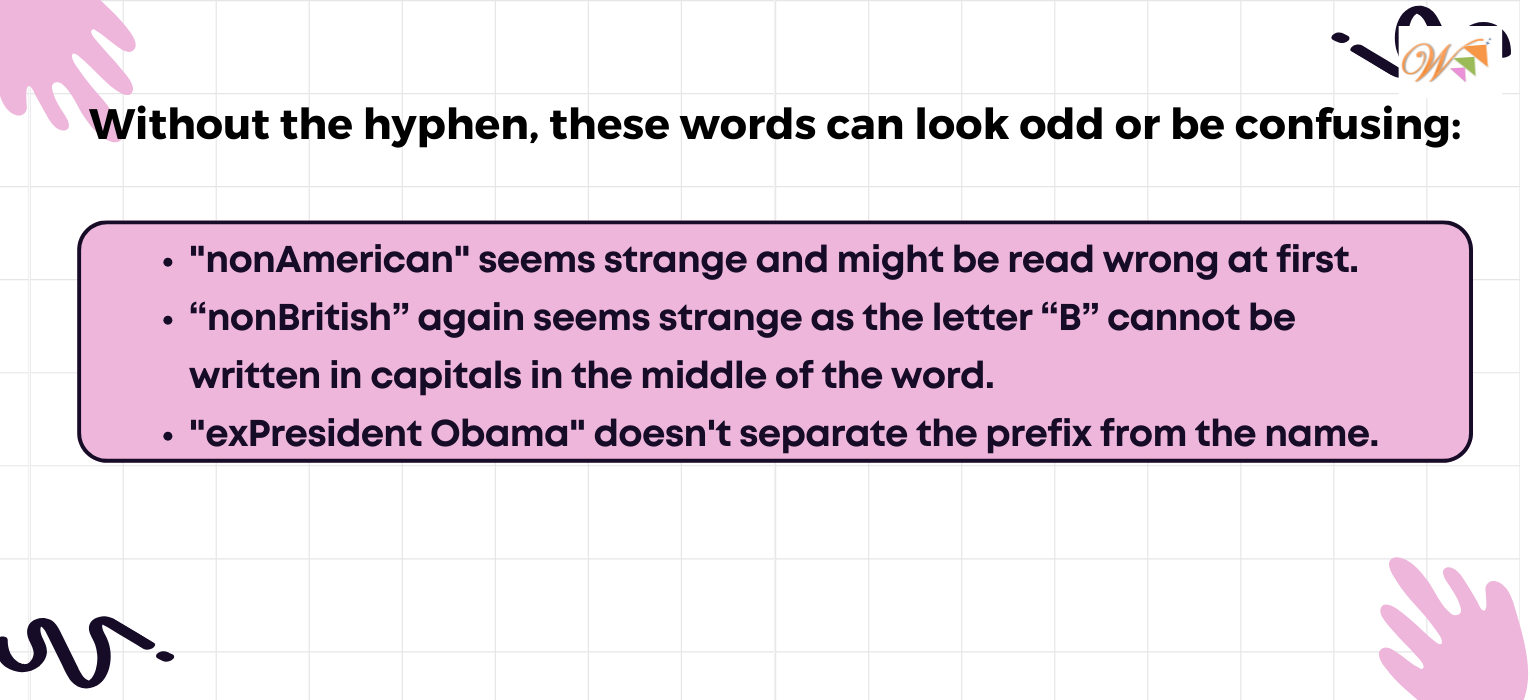 Without the hyphen, these words can look odd or be confusing:
• "nonAmerican" seems strange and might be read wrong at first.
• “nonBritish” again seems strange as the letter “B” cannot be
written in capitals in the middle of the word.
• "exPresident Obama" doesn't separate the prefix from the name.
W